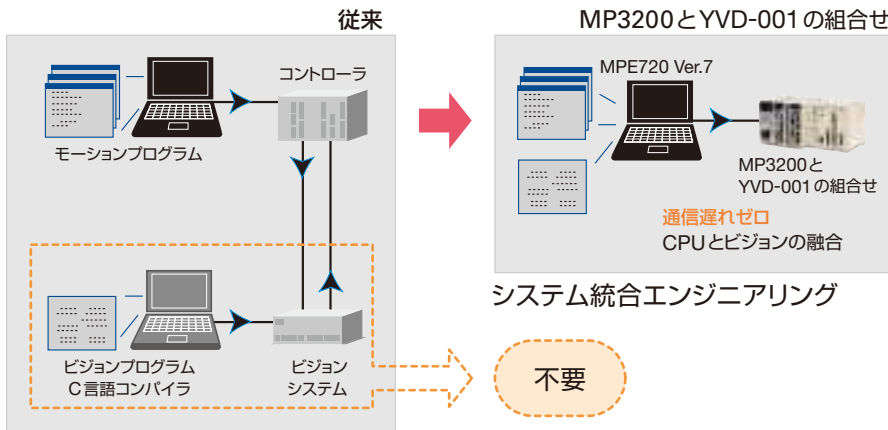 従来
コントローラ
モーションプログラム
ビジョンプログラム
C言語コンパイラ
ビジョン
システム
MP3200とYVD-001の組合せ
MPE720 Ver.7
MP3200と
YVD-001の組合せ
通信遅れゼロ
CPUとビジョンの融合
システム統合エンジニアリング
不要